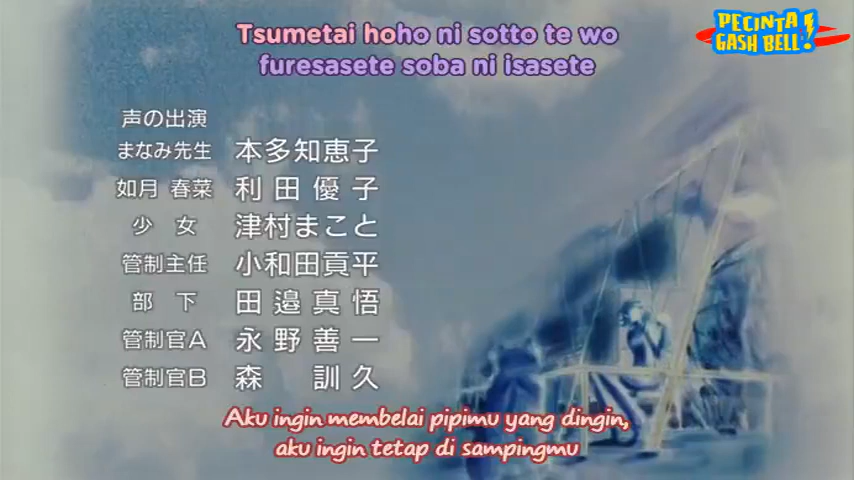 Tsumetai hoho ni sotto te wo
furesasete soba ni isasete
PECINTA
GASH BELL!
声の出演
まなみ先生 本多知恵子
如月 春菜 利田優子
少女 津村まこと
管制主任 小和田貢平
部下 田邉真悟
管制官A 永野善一
管制官B 森訓久
Aku ingin membelai pipimu yang dingin,
aku ingin tetap di sampingmu